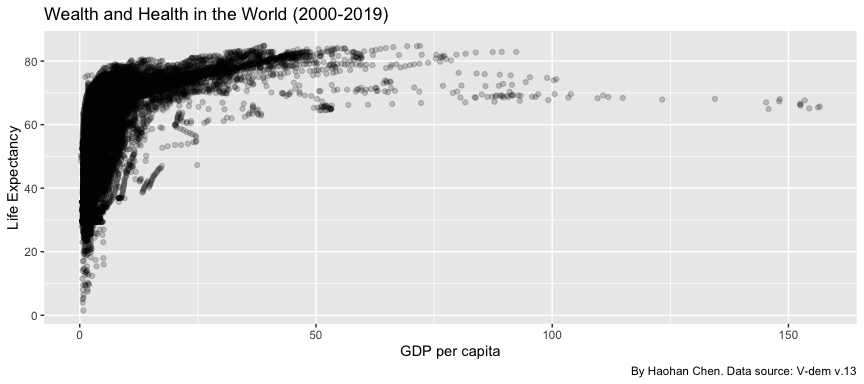 Wealth and Health in the World (2000-2019)
Life Expectancy
80
60
40
20
0
0 50 100 150
GDP per capita
By Haohan Chen. Data source: V-dem v.13